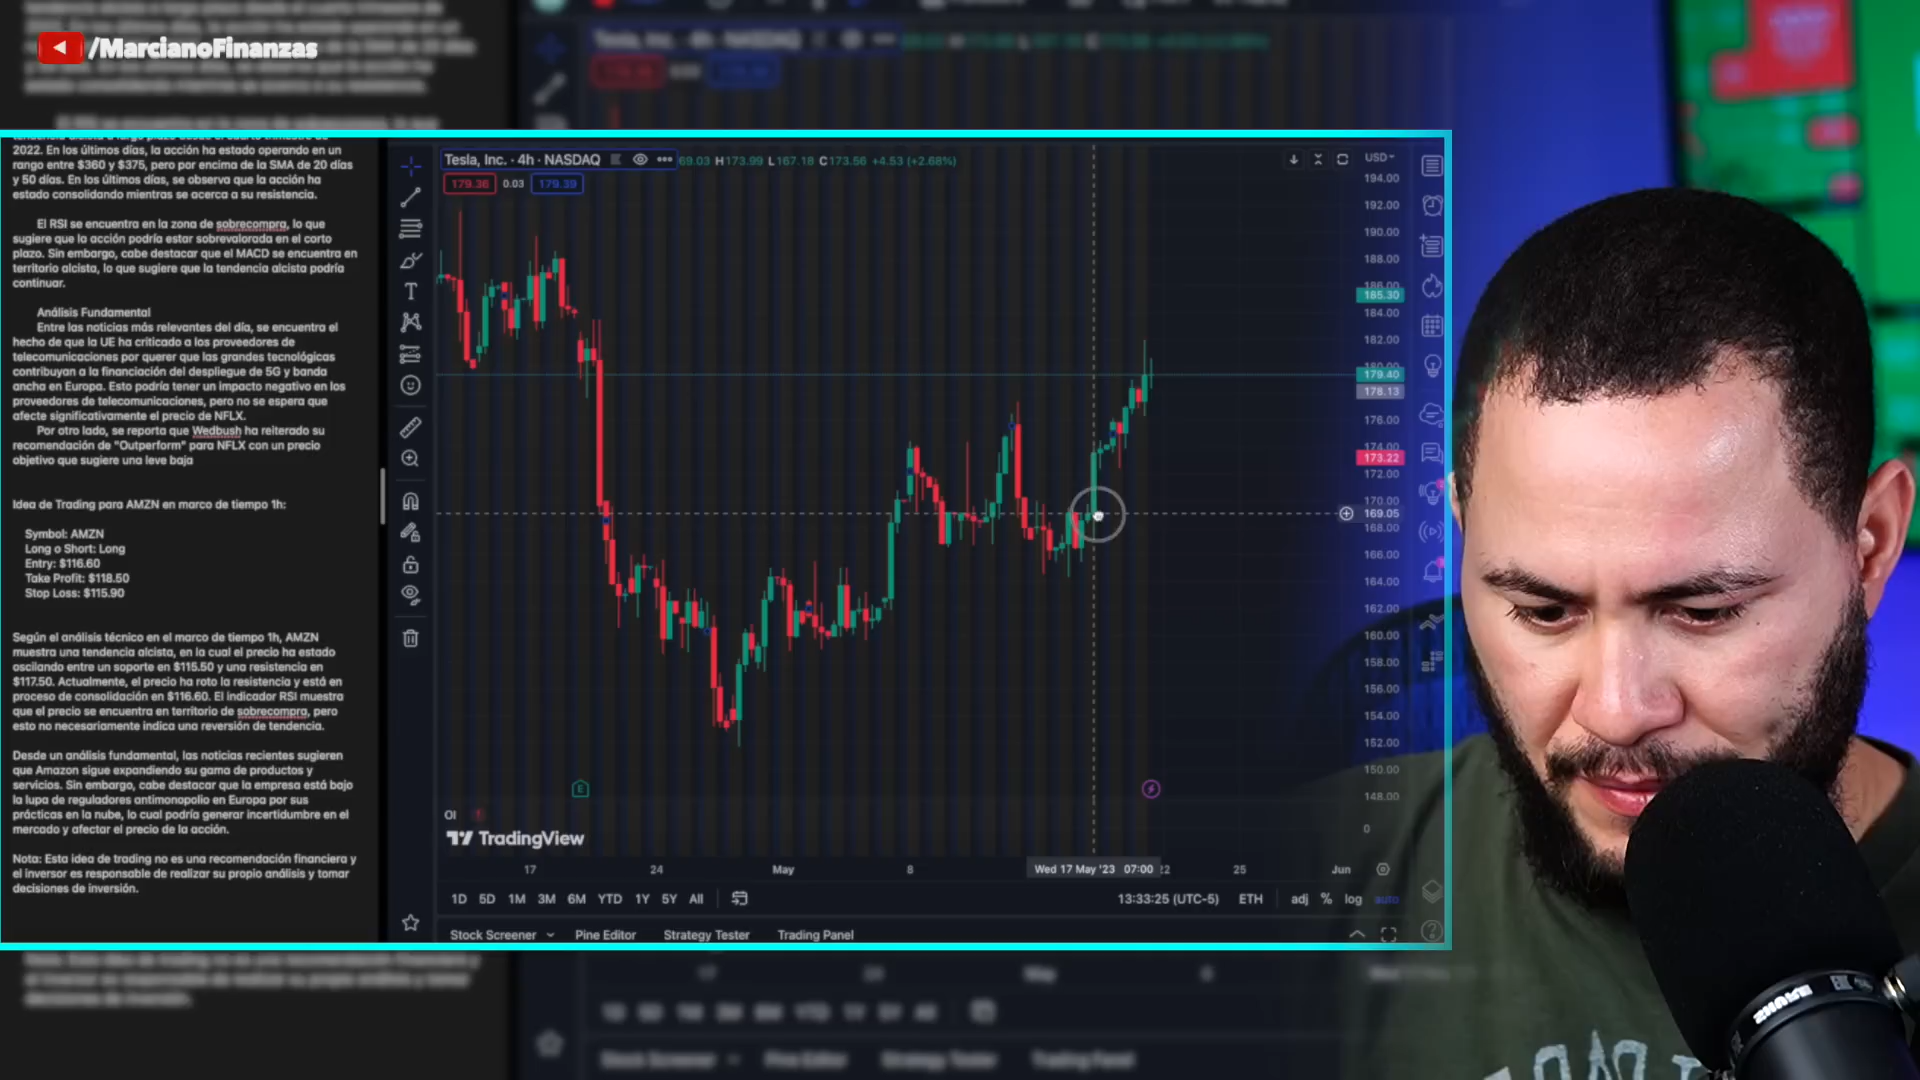 /MarcianoFinanzas
2022. En los últimos días, la acción ha estado operando en un
rango entre $360 y $375, pero por encima de la SMA de 20 días
y 50 días. En los últimos días, se observa que la acción ha
estado consolidando mientras se acerca a su resistencia.
El RSI se encuentra en la zona de sobrecompra, lo que
sugiere que la acción podría estar sobrevalorada en el corto
plazo. Sin embargo, cabe destacar que el MACD se encuentra en
territorio alcista, lo que sugiere que la tendencia alcista podría
continuar.
Análisis Fundamental
Entre las noticias más relevantes del día, se encuentra el
hecho de que la UE ha criticado a los proveedores de
telecomunicaciones por querer que las grandes tecnológicas
contribuyan a la financiación del despliegue de 5G y banda
ancha en Europa. Esto podría tener un impacto negativo en los
proveedores de telecomunicaciones, pero no se espera que
afecte significativamente el precio de NFLX.
Por otro lado, se reporta que Wedbush ha reiterado su
recomendación de "Outperform" para NFLX con un precio
objetivo que sugiere una leve baja
Idea de Trading para AMZN en marco de tiempo 1h:
Symbol: AMZN
Long o Short: Long
Entry: $116.60
Take Profit: $118.50
Stop Loss: $115.90
Según el análisis técnico en el marco de tiempo 1h, AMZN
muestra una tendencia alcista, en la cual el precio ha estado
oscilando entre un soporte en $115.50 y una resistencia en
$117.50. Actualmente, el precio ha roto la resistencia y está en
proceso de consolidación en $116.60. El indicador RSI muestra
que el precio se encuentra en territorio de sobrecompra, pero
esto no necesariamente indica una reversión de tendencia.
Desde un análisis fundamental, las noticias recientes sugieren
que Amazon sigue expandiendo su gama de productos y
servicios. Sin embargo, cabe destacar que la empresa está bajo
la lupa de reguladores antimonopolio en Europa por sus
prácticas en la nube, lo cual podría generar incertidumbre en el
mercado y afectar el precio de la acción.
Nota: Esta idea de trading no es una recomendación financiera y
el inversor es responsable de realizar su propio análisis y tomar
decisiones de inversión.
Tesla, Inc. · 4h · NASDAQ 69.03 H173.99 L167.18 C173.56 +4.53 (+2.68%)
179.36 0.03 179.39
USD
194.00
192.00
190.00
188.00
186.00
185.30
184.00
182.00
179.40
178.13
176.00
174.00
173.22
172.00
170.00
169.05
168.00
166.00
164.00
162.00
160.00
158.00
156.00
154.00
152.00
150.00
148.00
0
E
OI
TradingView
17 24 May 8 Wed 17 May '23 07:00 22 25 Jun
1D 5D 1M 3M 6M YTD 1Y 5Y All 13:33:25 (UTC-5) ETH adj % log auto
Stock Screener Pine Editor Strategy Tester Trading Panel